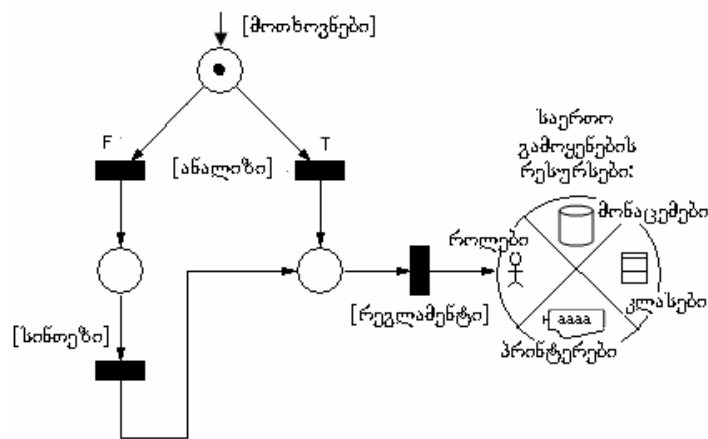 [მოთხოვნები]
F
T
[ანალიზი]
საერთო
გამოყენების
რესურსები:
მონაცემები
როლები
კლასები
[რეგლამენტი]
aaaa
პრინტერები
[სინთეზი]